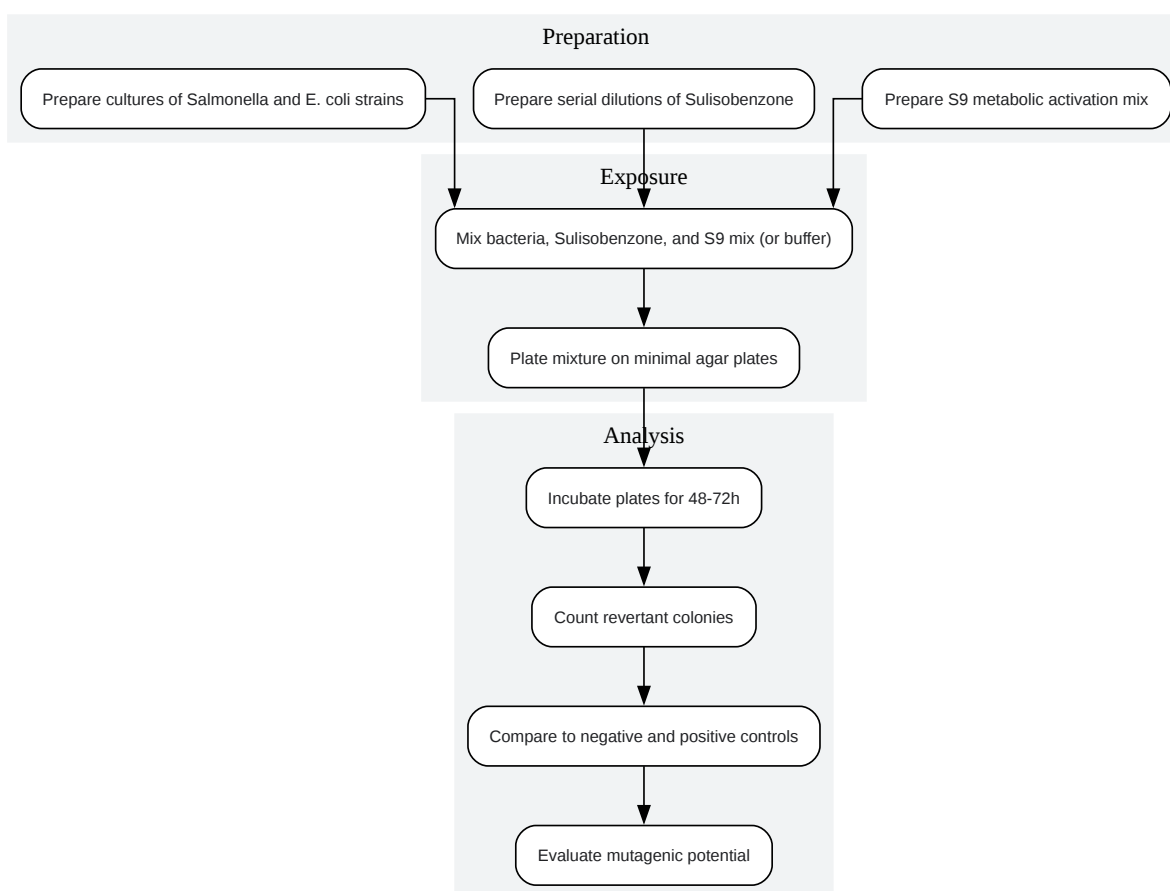 Preparation
Prepare cultures of Salmonella and E. coli strains
Prepare serial dilutions of Sulisobenzone
Prepare S9 metabolic activation mix
Exposure
Mix bacteria, Sulisobenzone, and S9 mix (or buffer)
Plate mixture on minimal agar plates
Analysis
Incubate plates for 48-72h
Count revertant colonies
Compare to negative and positive controls
Evaluate mutagenic potential